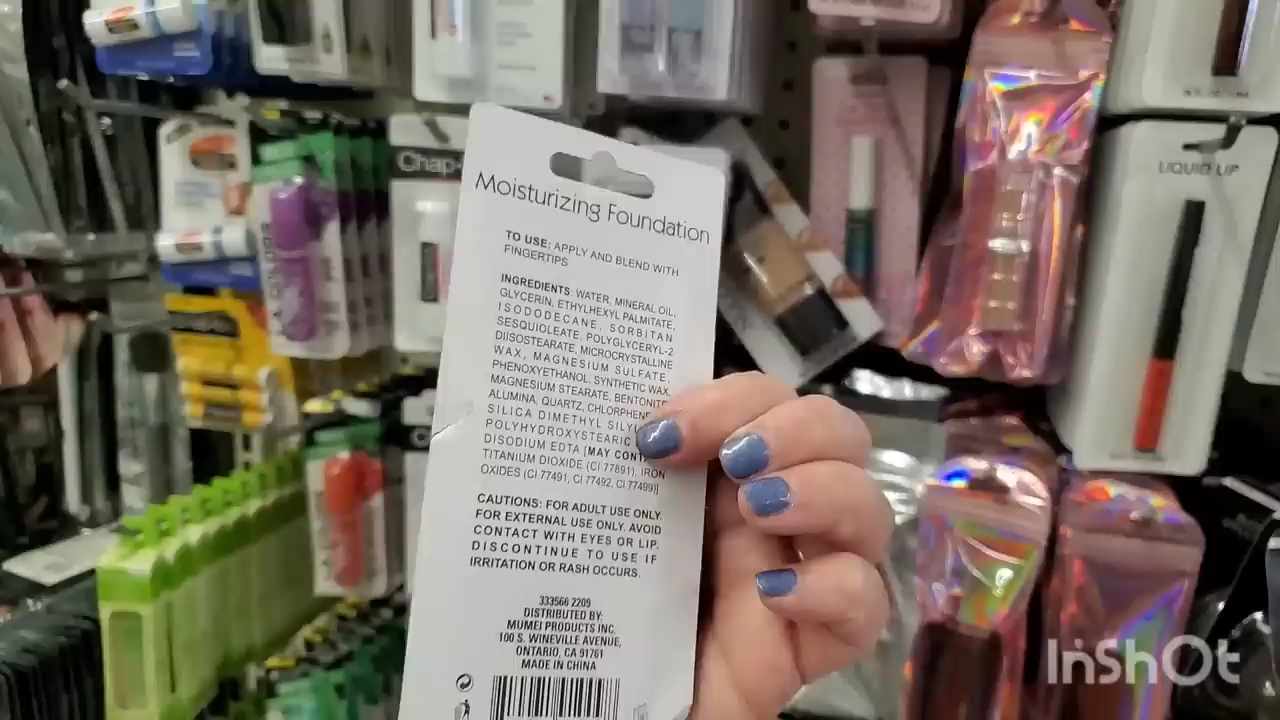 Moisturizing Foundation
TO USE: APPLY AND BLEND WITH
FINGERTIPS
INGREDIENTS: WATER, MINERAL OIL,
GLYCERIN, ETHYLHEXYL PALMITATE,
ISODODECANE, SORBITAN
SESQUIOLEATE, POLYGLYCERYL-2
DIISOSTEARATE, MICROCRYSTALLINE
WAX, MAGNESIUM SULFATE,
PHENOXYETHANOL, SYNTHETIC WAX,
MAGNESIUM STEARATE, BENTONITE
ALUMINA, QUARTZ, CHLORPHENE
SILICA DIMETHYL SILY
POLYHYDROXYSTEARIC
DISODIUM EDTA [MAY CONT
TITANIUM DIOXIDE (CI 77891), IRON
OXIDES (CI 77491, CI 77492, CI 77499)]
CAUTIONS: FOR ADULT USE ONLY.
FOR EXTERNAL USE ONLY. AVOID
CONTACT WITH EYES OR LIP.
DISCONTINUE TO USE IF
IRRITATION OR RASH OCCURS.
333566 2209
DISTRIBUTED BY:
MUMEI PRODUCTS INC.
100 S. WINEVILLE AVENUE,
ONTARIO, CA 91761
MADE IN CHINA
Chap-
LIQUID LIP
InShOt